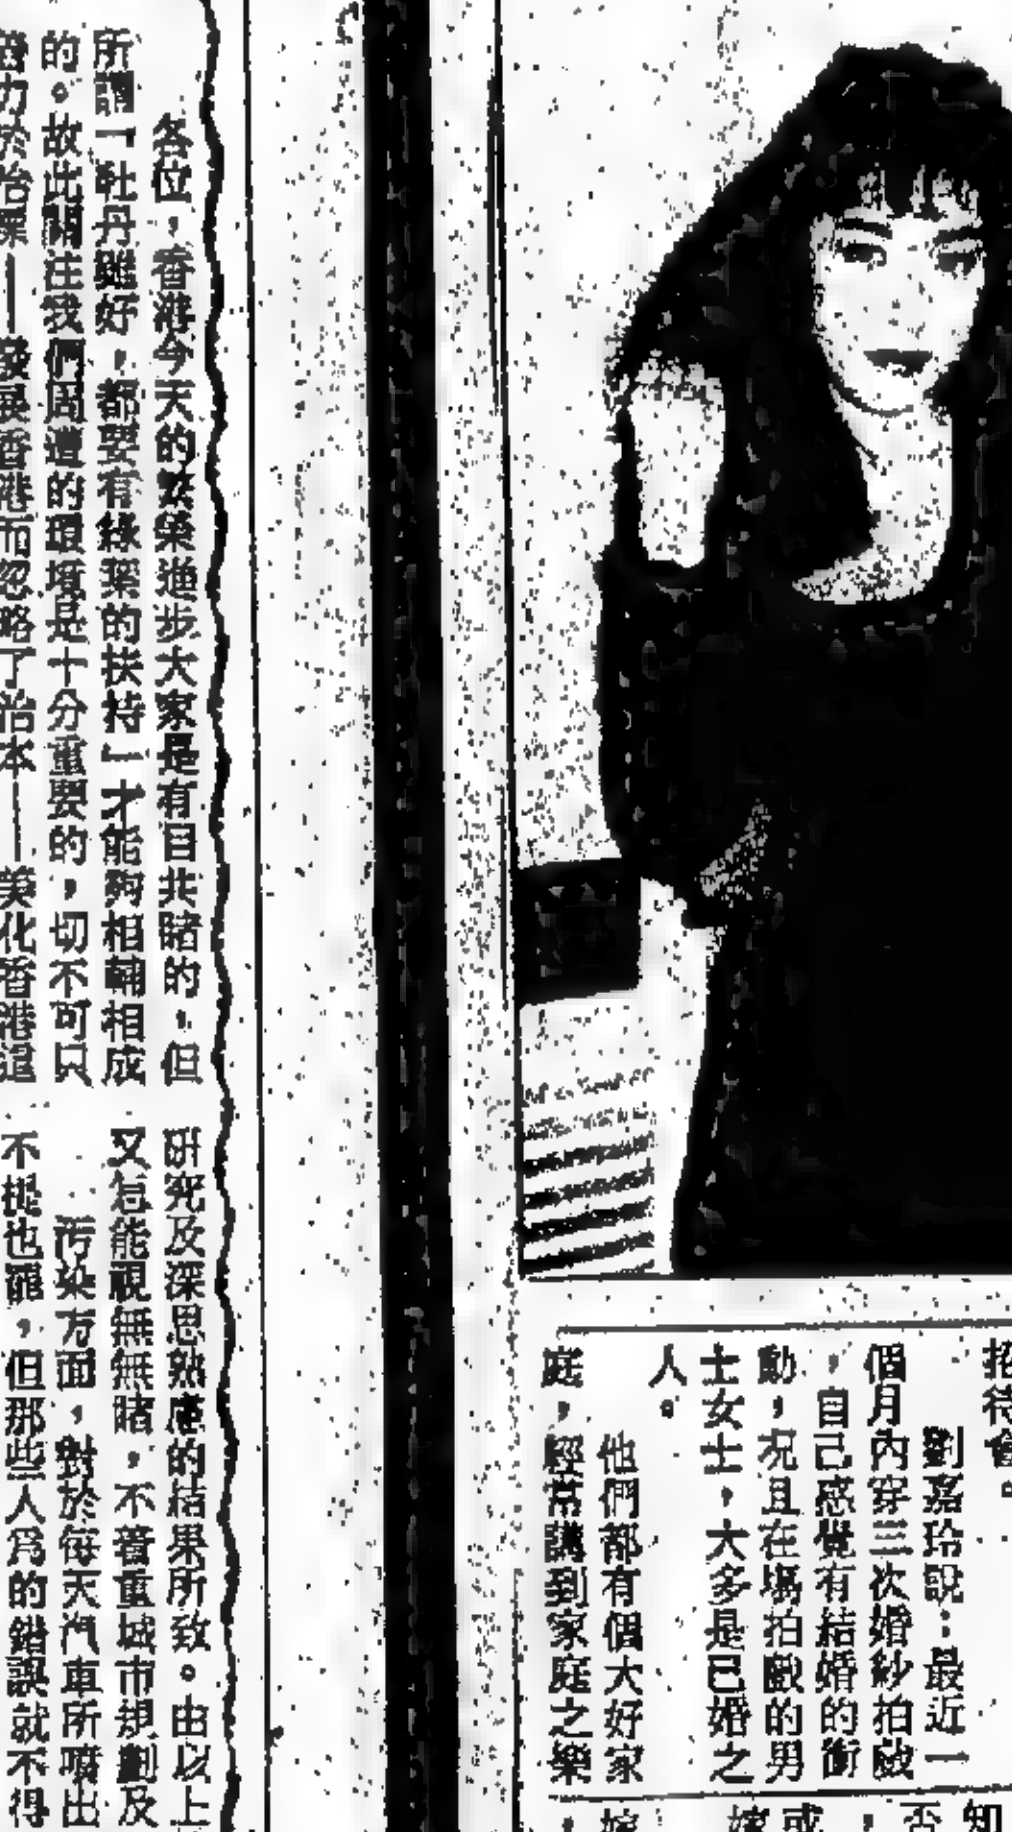 招待會。
劉嘉玲說：最近一
個月內穿三次婚紗拍戲
，自己感覺有結婚的衝
動，況且在塲拍戲的男
士女士，大多是已婚之
人。
他們都有個大好家
庭，經常講到家庭之樂
知
否
，
或
嫁
嫁
，
各位，香港今天的繁榮進步大家是有目共睹的，但
所謂「牡丹雖好，都要有綠葉的扶持」才能夠相輔相成
的。故此關注我們周遭的環境是十分重要的，切不可只
力於治標——發展香港而忽略了治本——美化香港這
研究及深思熟慮的結果所致。由以上
又怎能視無無睹，不着重城市規劃及
污染方面，對於每天汽車所噴出
不提也罷，但那些人爲的錯誤就不得